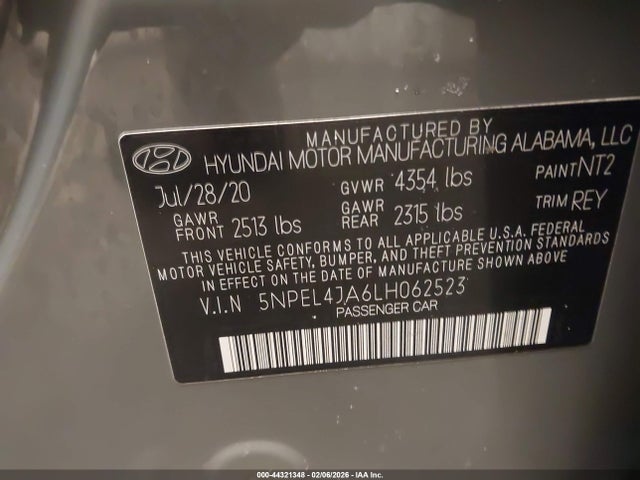 MANUFACTURED BY
HYUNDAI MOTOR MANUFACTURING ALABAMA, LLC
Jul/28/20 GVWR 4354 lbs PAINT NT2
GAWR FRONT 2513 lbs GAWR REAR 2315 lbs TRIM REY
THIS VEHICLE CONFORMS TO ALL APPLICABLE U.S.A. FEDERAL
MOTOR VEHICLE SAFETY, BUMPER, AND THEFT PREVENTION STANDARDS
IN EFFECT ON THE DATE OF MANUFACTURE SHOWN ABOVE
V.I.N 5NPEL4JA6LH062523
PASSENGER CAR
000-44321348 - 02/06/2026 - IAA Inc.